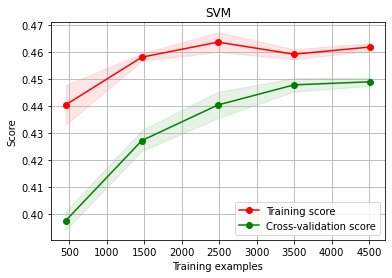 SVM
0.47
0.46
0.45
0.44
0.43
0.42
0.41
0.40
Score
Training score
Cross-validation score
500 1000 1500 2000 2500 3000 3500 4000 4500
Training examples